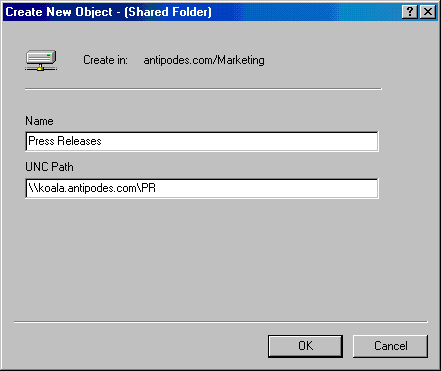 Create New Object - (Shared Folder)
Create in: antipodes.com/Marketing
Name
Press Releases
UNC Path
\\koala.antipodes.com\PR
OK Cancel